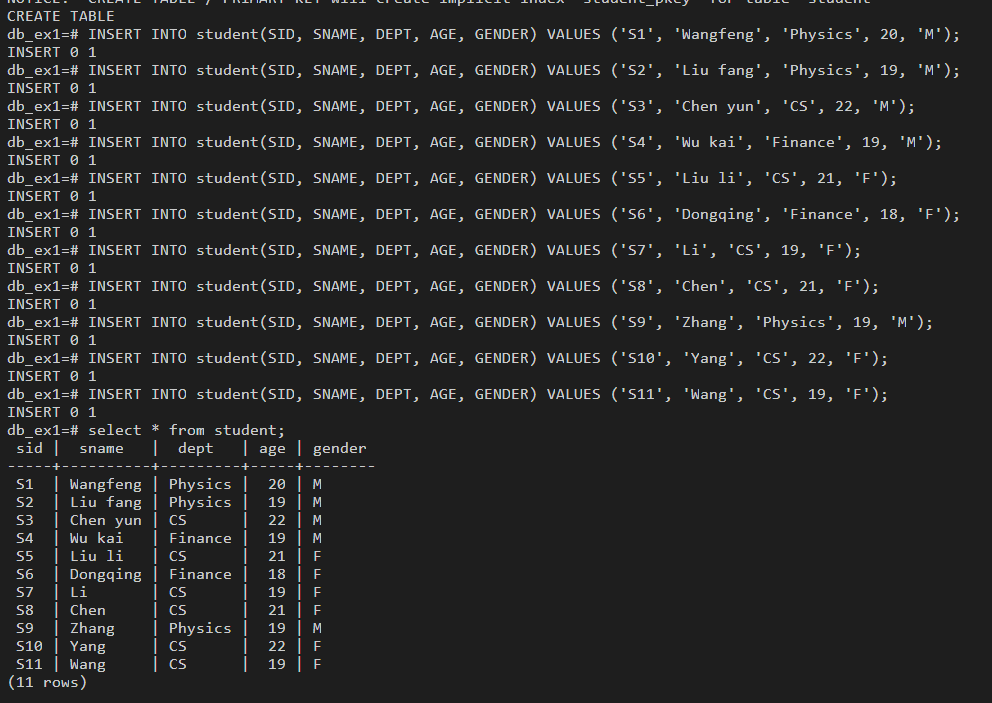 NOTICE: CREATE TABLE / PRIMARY KEY will create implicit index "student_pkey" for table "student"
CREATE TABLE
db_ex1=# INSERT INTO student(SID, SNAME, DEPT, AGE, GENDER) VALUES ('S1', 'Wangfeng', 'Physics', 20, 'M');
INSERT 0 1
db_ex1=# INSERT INTO student(SID, SNAME, DEPT, AGE, GENDER) VALUES ('S2', 'Liu fang', 'Physics', 19, 'M');
INSERT 0 1
db_ex1=# INSERT INTO student(SID, SNAME, DEPT, AGE, GENDER) VALUES ('S3', 'Chen yun', 'CS', 22, 'M');
INSERT 0 1
db_ex1=# INSERT INTO student(SID, SNAME, DEPT, AGE, GENDER) VALUES ('S4', 'Wu kai', 'Finance', 19, 'M');
INSERT 0 1
db_ex1=# INSERT INTO student(SID, SNAME, DEPT, AGE, GENDER) VALUES ('S5', 'Liu li', 'CS', 21, 'F');
INSERT 0 1
db_ex1=# INSERT INTO student(SID, SNAME, DEPT, AGE, GENDER) VALUES ('S6', 'Dongqing', 'Finance', 18, 'F');
INSERT 0 1
db_ex1=# INSERT INTO student(SID, SNAME, DEPT, AGE, GENDER) VALUES ('S7', 'Li', 'CS', 19, 'F');
INSERT 0 1
db_ex1=# INSERT INTO student(SID, SNAME, DEPT, AGE, GENDER) VALUES ('S8', 'Chen', 'CS', 21, 'F');
INSERT 0 1
db_ex1=# INSERT INTO student(SID, SNAME, DEPT, AGE, GENDER) VALUES ('S9', 'Zhang', 'Physics', 19, 'M');
INSERT 0 1
db_ex1=# INSERT INTO student(SID, SNAME, DEPT, AGE, GENDER) VALUES ('S10', 'Yang', 'CS', 22, 'F');
INSERT 0 1
db_ex1=# INSERT INTO student(SID, SNAME, DEPT, AGE, GENDER) VALUES ('S11', 'Wang', 'CS', 19, 'F');
INSERT 0 1
db_ex1=# select * from student;
 sid |  sname   |  dept   | age | gender
-----+----------+---------+-----+--------
 S1  | Wangfeng | Physics |  20 | M
 S2  | Liu fang | Physics |  19 | M
 S3  | Chen yun | CS      |  22 | M
 S4  | Wu kai   | Finance |  19 | M
 S5  | Liu li   | CS      |  21 | F
 S6  | Dongqing | Finance |  18 | F
 S7  | Li       | CS      |  19 | F
 S8  | Chen     | CS      |  21 | F
 S9  | Zhang    | Physics |  19 | M
 S10 | Yang     | CS      |  22 | F
 S11 | Wang     | CS      |  19 | F
(11 rows)